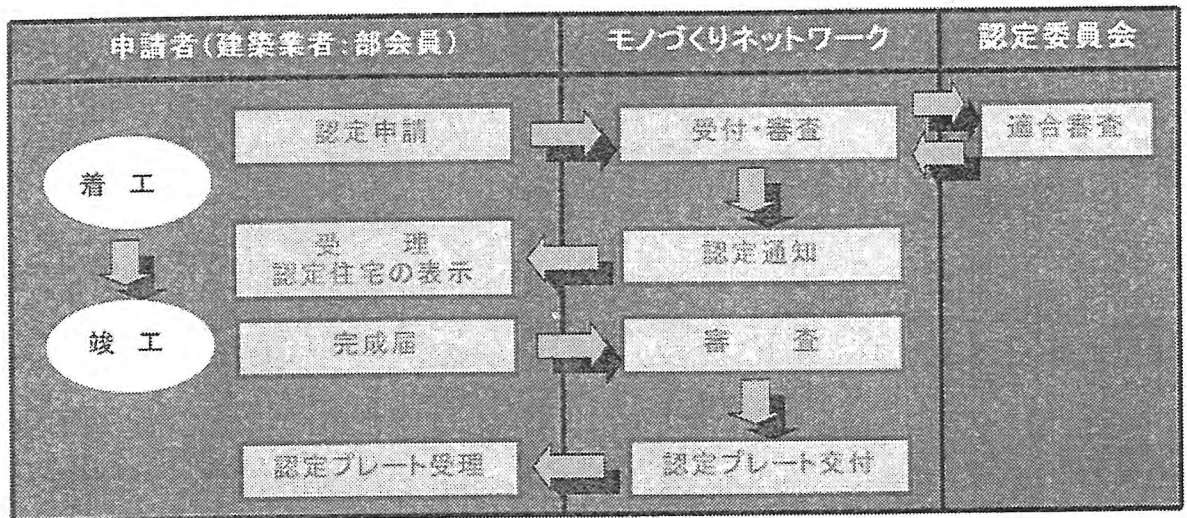 申請者(建築業者:部会員)
モノづくりネットワーク
認定委員会
認定申請
受付・審査
適合審査
着 工
受 理
認定住宅の表示
認定通知
竣 工
完成届
審 査
認定プレート受理
認定プレート交付